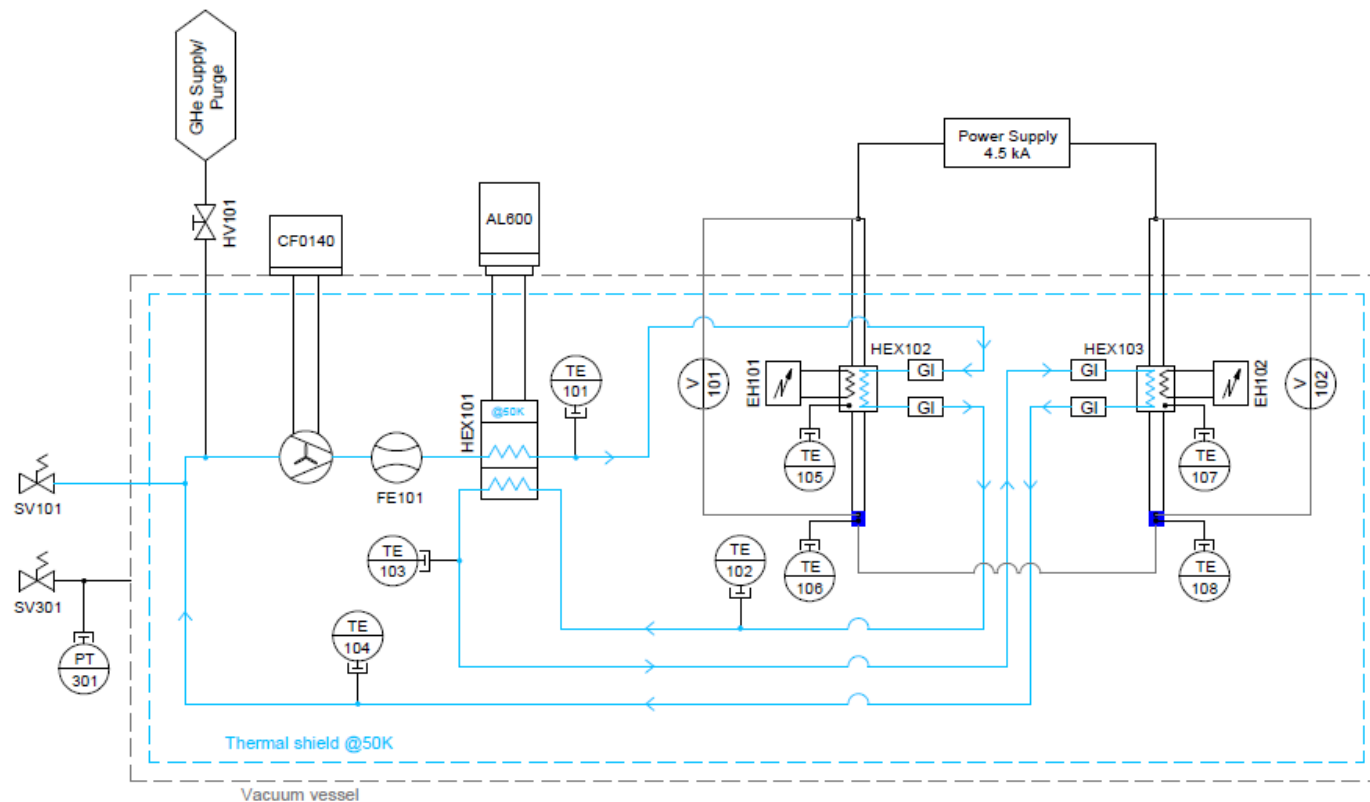 GHe Supply/
Purge
HV101
CF0140
AL600
Power Supply
4.5 kA
HEX101
@50K
TE
101
HEX102
GI
GI
HEX103
GI
GI
EH101
EH102
V
101
V
102
FE101
SV101
TE
105
TE
107
TE
103
TE
102
TE
106
TE
108
SV301
TE
104
PT
301
Thermal shield @50K
Vacuum vessel